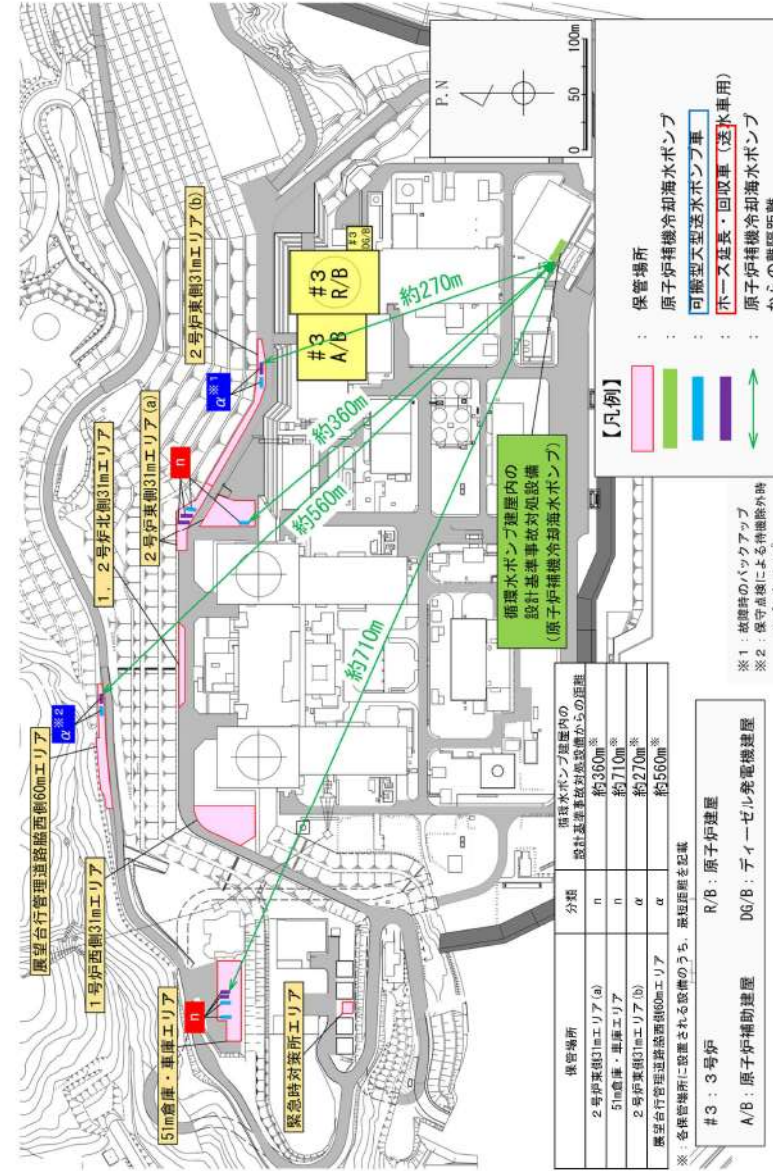 展望台行管理道路脇西側60mエリア
1号炉西側31mエリア
51m倉庫・車庫エリア
緊急時対策所エリア
1,2号炉北側31mエリア
2号炉東側31mエリア(a)
2号炉東側31mエリア(b)
α※2
α※1
n
n
#3
R/B
#3
A/B
#3
約270m
約360m
約560m
約710m
循環水ポンプ建屋内の
設計基準事故対処設備
(原子炉補機冷却海水ポンプ)
P.N
0 50 100m
【凡例】
: 保管場所
: 原子炉補機冷却海水ポンプ
: 可搬型大型送水ポンプ車
: ホース延長・回収車(送水車用)
: 原子炉補機冷却海水ポンプ
からの離隔距離
※1:故障時のバックアップ
※2:保守点検による待機除外時
保管場所 分類 循環水ポンプ建屋内の
設計基準事故対処設備からの距離
2号炉東側31mエリア(a) n 約360m※
51m倉庫・車庫エリア n 約710m※
2号炉東側31mエリア(b) α 約270m※
展望台行管理道路脇西側60mエリア α 約560m※
※:各保管場所に設置される設備のうち、最短距離を記載
#3:3号炉 R/B:原子炉建屋
A/B:原子炉補助建屋 DG/B:ディーゼル発電機建屋